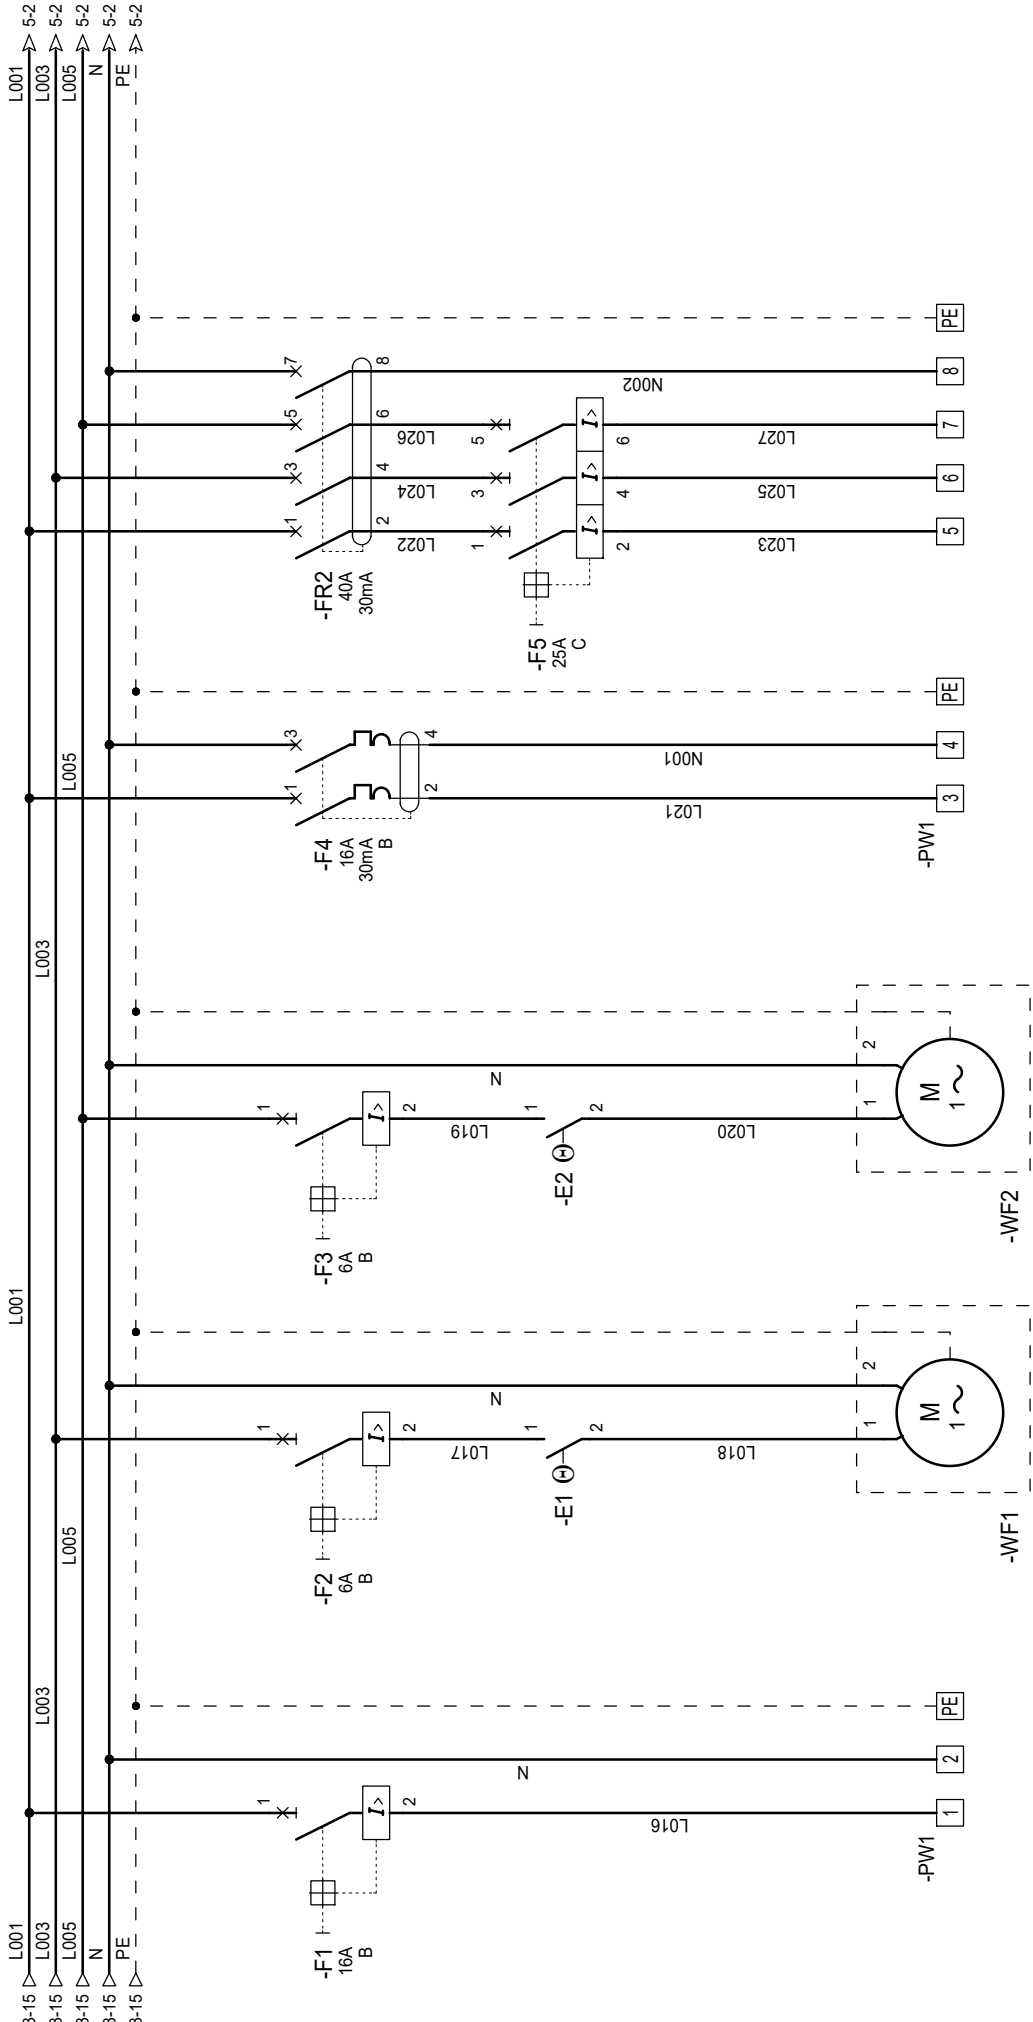 L001
L003
L005
N
PE
5-2
5-2
5-2
5-2
5-2
L001
L003
L005
L003
L005
L001
L003
L005
N
PE
3-15
3-15
3-15
3-15
3-15
-F1
16A
B
1
2
L016
N
-PW1
1
2
PE
-F2
6A
B
1
I>
2
L017
N
-E1
Θ
1
2
L018
1
2
M
1~
-WF1
-F3
6A
B
1
I>
2
L019
N
-E2
Θ
1
2
L020
1
2
M
1~
-WF2
-F4
16A
30mA
B
1
3
2
4
L021
N001
-PW1
3
4
PE
-FR2
40A
30mA
1
3
5
7
2
4
6
8
L022
L024
L026
N002
-F5
25A
C
1
3
5
I>
I>
I>
2
4
6
L023
L025
L027
5
6
7
8
PE
I>